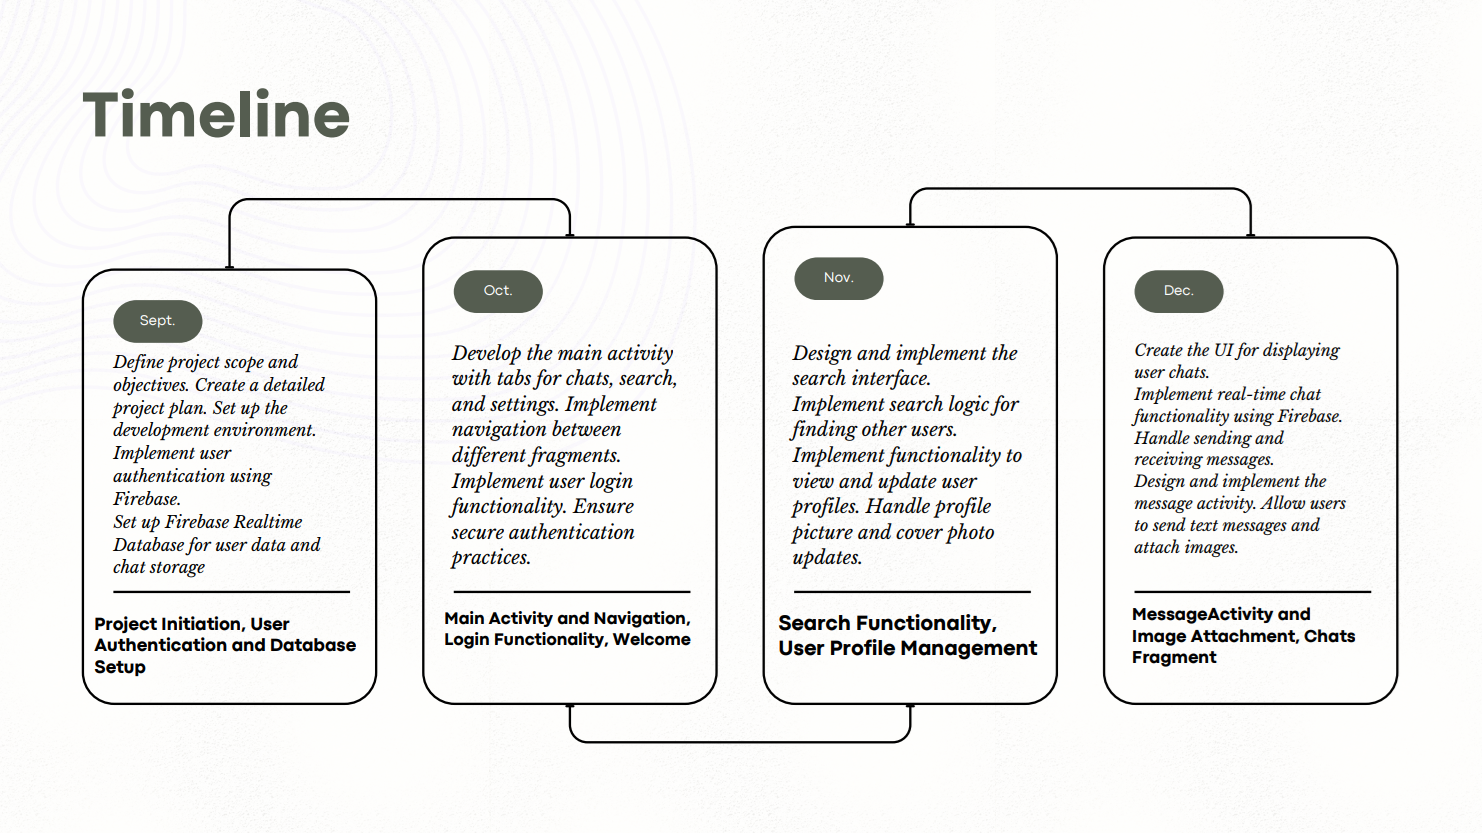 Timeline
Sept.
Define project scope and
objectives. Create a detailed
project plan. Set up the
development environment.
Implement user
authentication using
Firebase.
Set up Firebase Realtime
Database for user data and
chat storage
Project Initiation, User
Authentication and Database
Setup
Oct.
Develop the main activity
with tabs for chats, search,
and settings. Implement
navigation between
different fragments.
Implement user login
functionality. Ensure
secure authentication
practices.
Main Activity and Navigation,
Login Functionality, Welcome
Nov.
Design and implement the
search interface.
Implement search logic for
finding other users.
Implement functionality to
view and update user
profiles. Handle profile
picture and cover photo
updates.
Search Functionality,
User Profile Management
Dec.
Create the UI for displaying
user chats.
Implement real-time chat
functionality using Firebase.
Handle sending and
receiving messages.
Design and implement the
message activity. Allow users
to send text messages and
attach images.
MessageActivity and
Image Attachment, Chats
Fragment